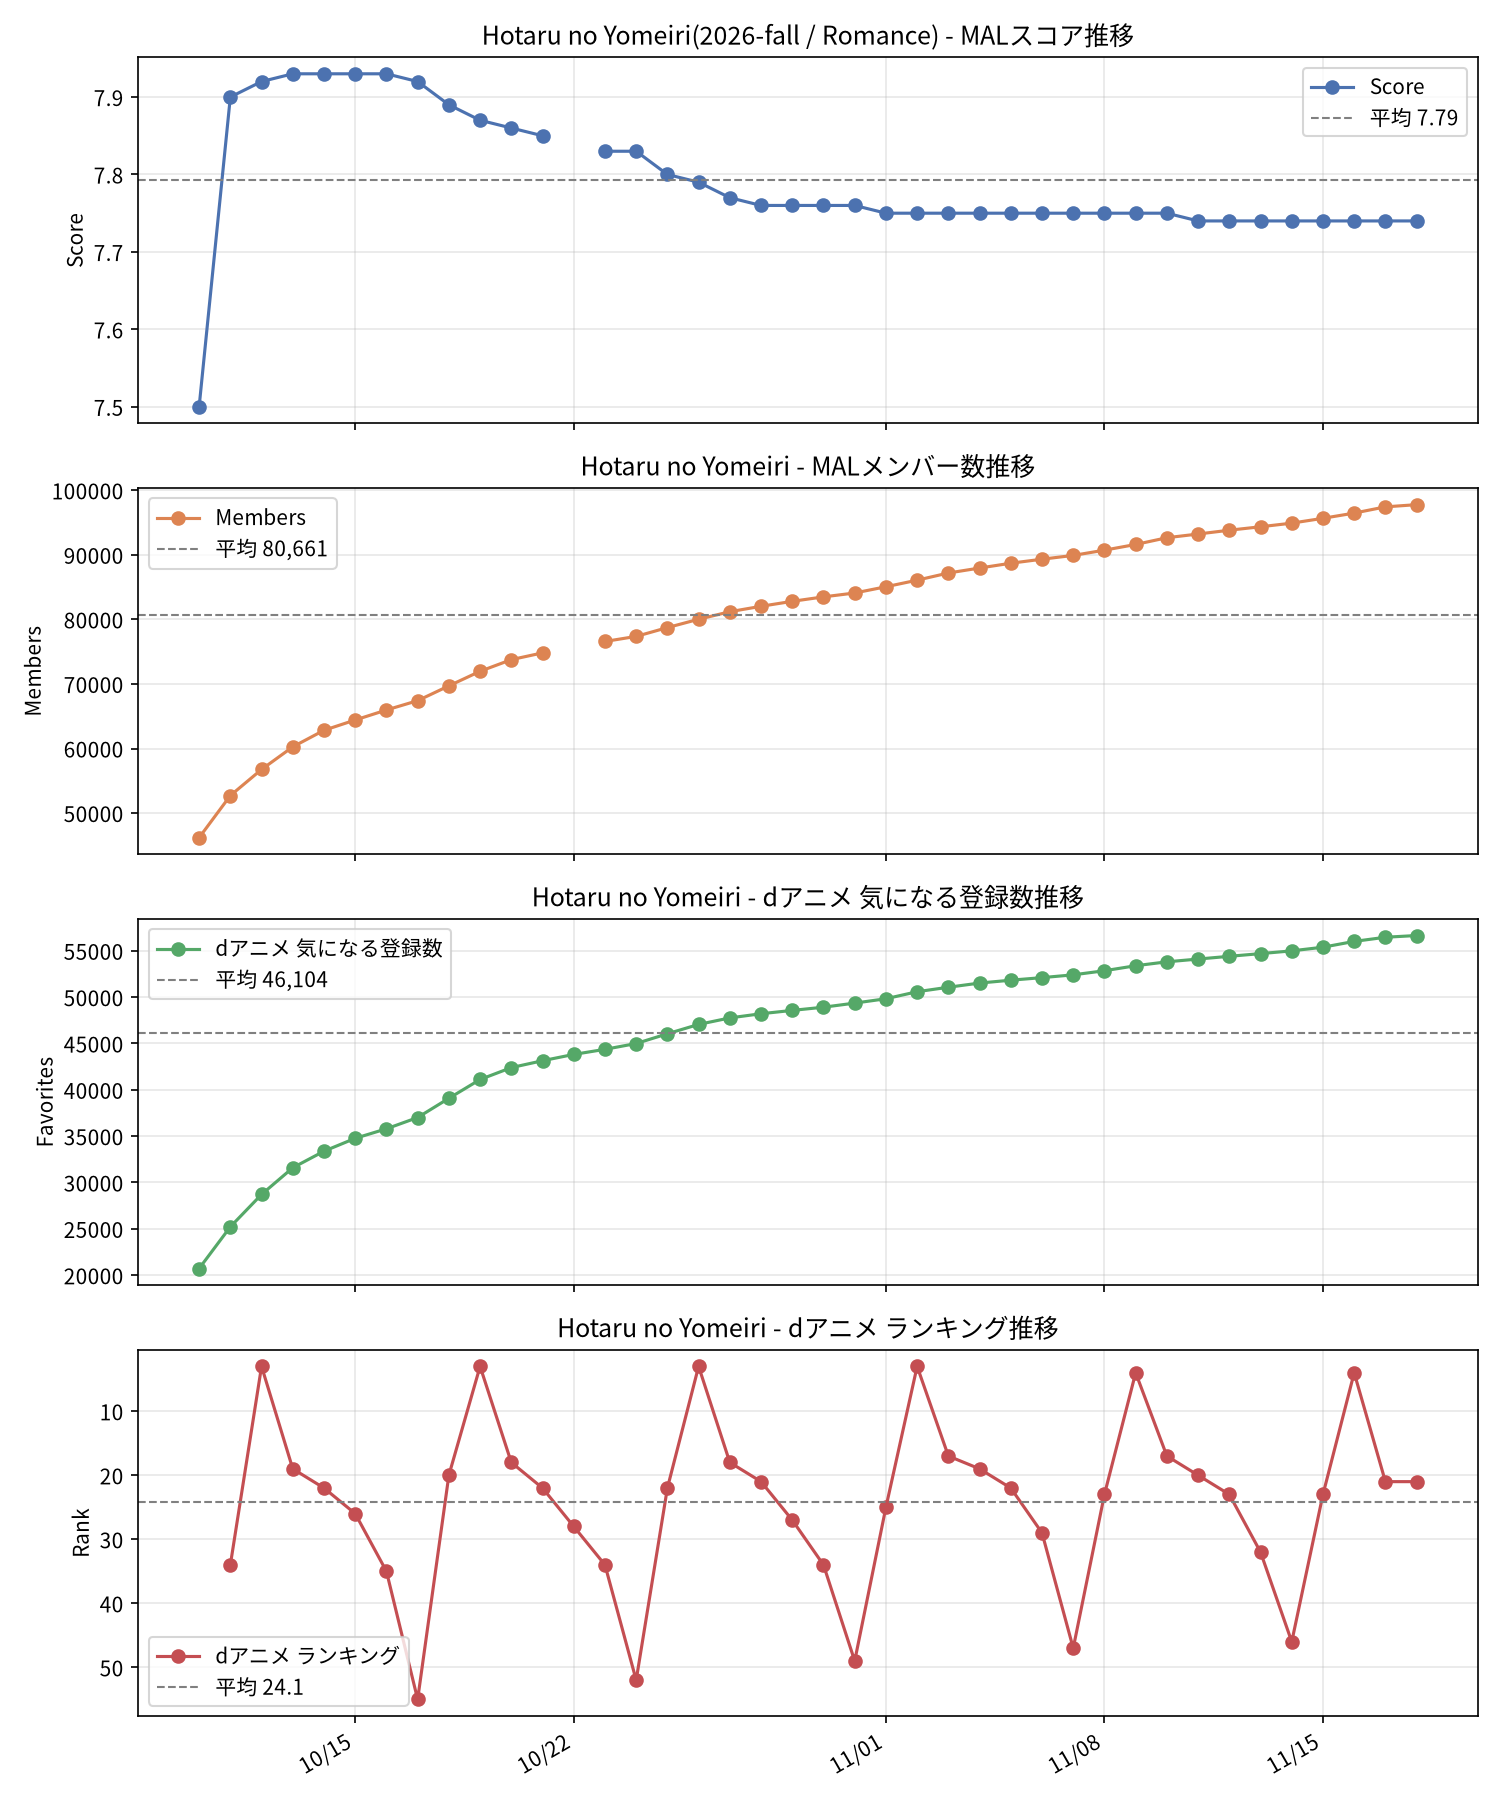 Hotaru no Yomeiri(2026-fall / Romance) - MALスコア推移
Score
平均 7.79
Score
7.9
7.8
7.7
7.6
7.5
Hotaru no Yomeiri - MALメンバー数推移
Members
平均 80,661
Members
100000
90000
80000
70000
60000
50000
Hotaru no Yomeiri - dアニメ 気になる登録数推移
dアニメ 気になる登録数
平均 46,104
Favorites
55000
50000
45000
40000
35000
30000
25000
20000
Hotaru no Yomeiri - dアニメ ランキング推移
dアニメ ランキング
平均 24.1
Rank
10
20
30
40
50
10/15
10/22
11/01
11/08
11/15